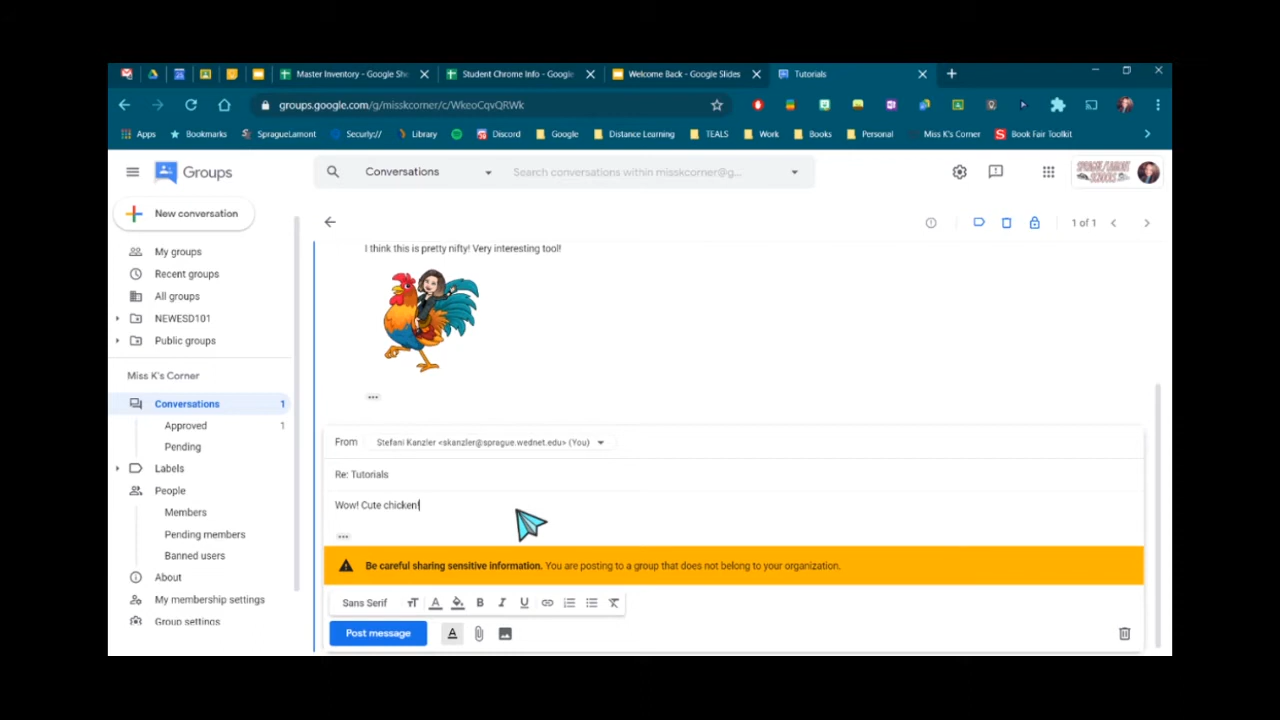 Master Inventory - Google She
Student Chrome Info - Google
Welcome Back - Google Slides
Tutorials
groups.google.com/g/misskcorner/c/WkeoCqvQRWk
Apps
Bookmarks
SpragueLamont
Securly://
Library
Discord
Google
Distance Learning
TEALS
Work
Books
Personal
Miss K's Corner
Book Fair Toolkit
Groups
Conversations
Search conversations within misskcorner@g...
SPRAGUE/LAMONT
SCHOOLS
New conversation
1 of 1
My groups
Recent groups
All groups
NEWESD101
Public groups
Miss K's Corner
Conversations 1
Approved 1
Pending
Labels
People
Members
Pending members
Banned users
About
My membership settings
Group settings
I think this is pretty nifty! Very interesting tool!
From Stefani Kanzler <skanzler@sprague.wednet.edu> (You)
Re: Tutorials
Wow! Cute chicken!
Be careful sharing sensitive information. You are posting to a group that does not belong to your organization.
Sans Serif
Post message